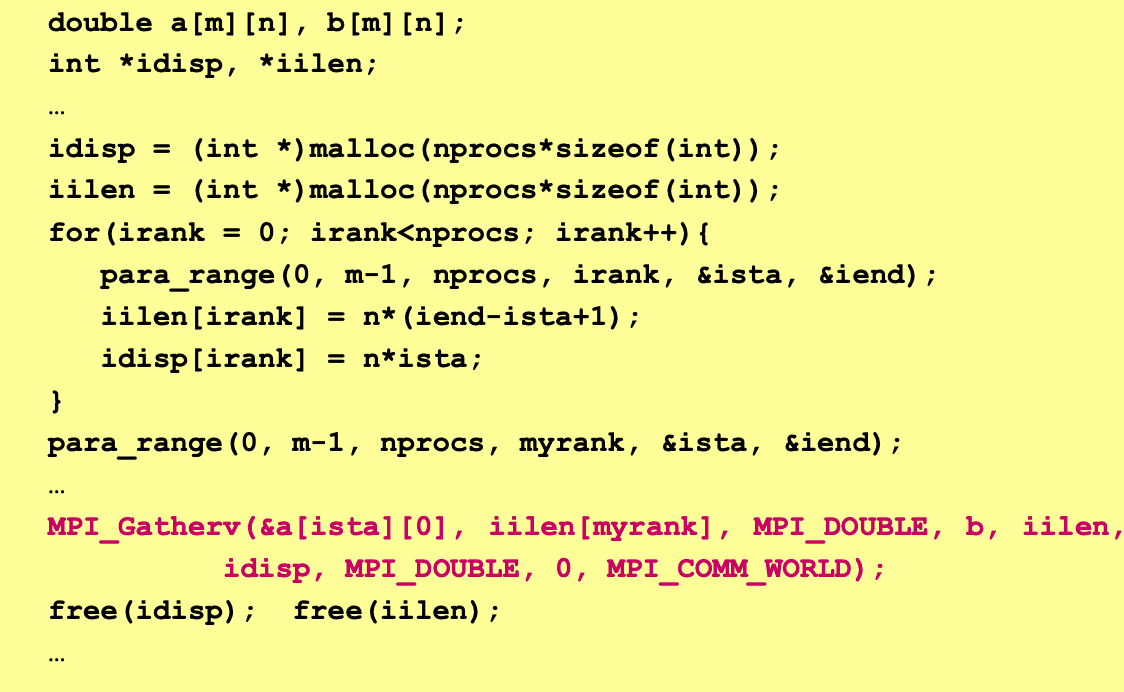 double a[m][n], b[m][n];
int *idisp, *iilen;
…
idisp = (int *)malloc(nprocs*sizeof(int));
iilen = (int *)malloc(nprocs*sizeof(int));
for(irank = 0; irank<nprocs; irank++){
   para_range(0, m-1, nprocs, irank, &ista, &iend);
   iilen[irank] = n*(iend-ista+1);
   idisp[irank] = n*ista;
}
para_range(0, m-1, nprocs, myrank, &ista, &iend);
…
MPI_Gatherv(&a[ista][0], iilen[myrank], MPI_DOUBLE, b, iilen,
          idisp, MPI_DOUBLE, 0, MPI_COMM_WORLD);
free(idisp);  free(iilen);
…